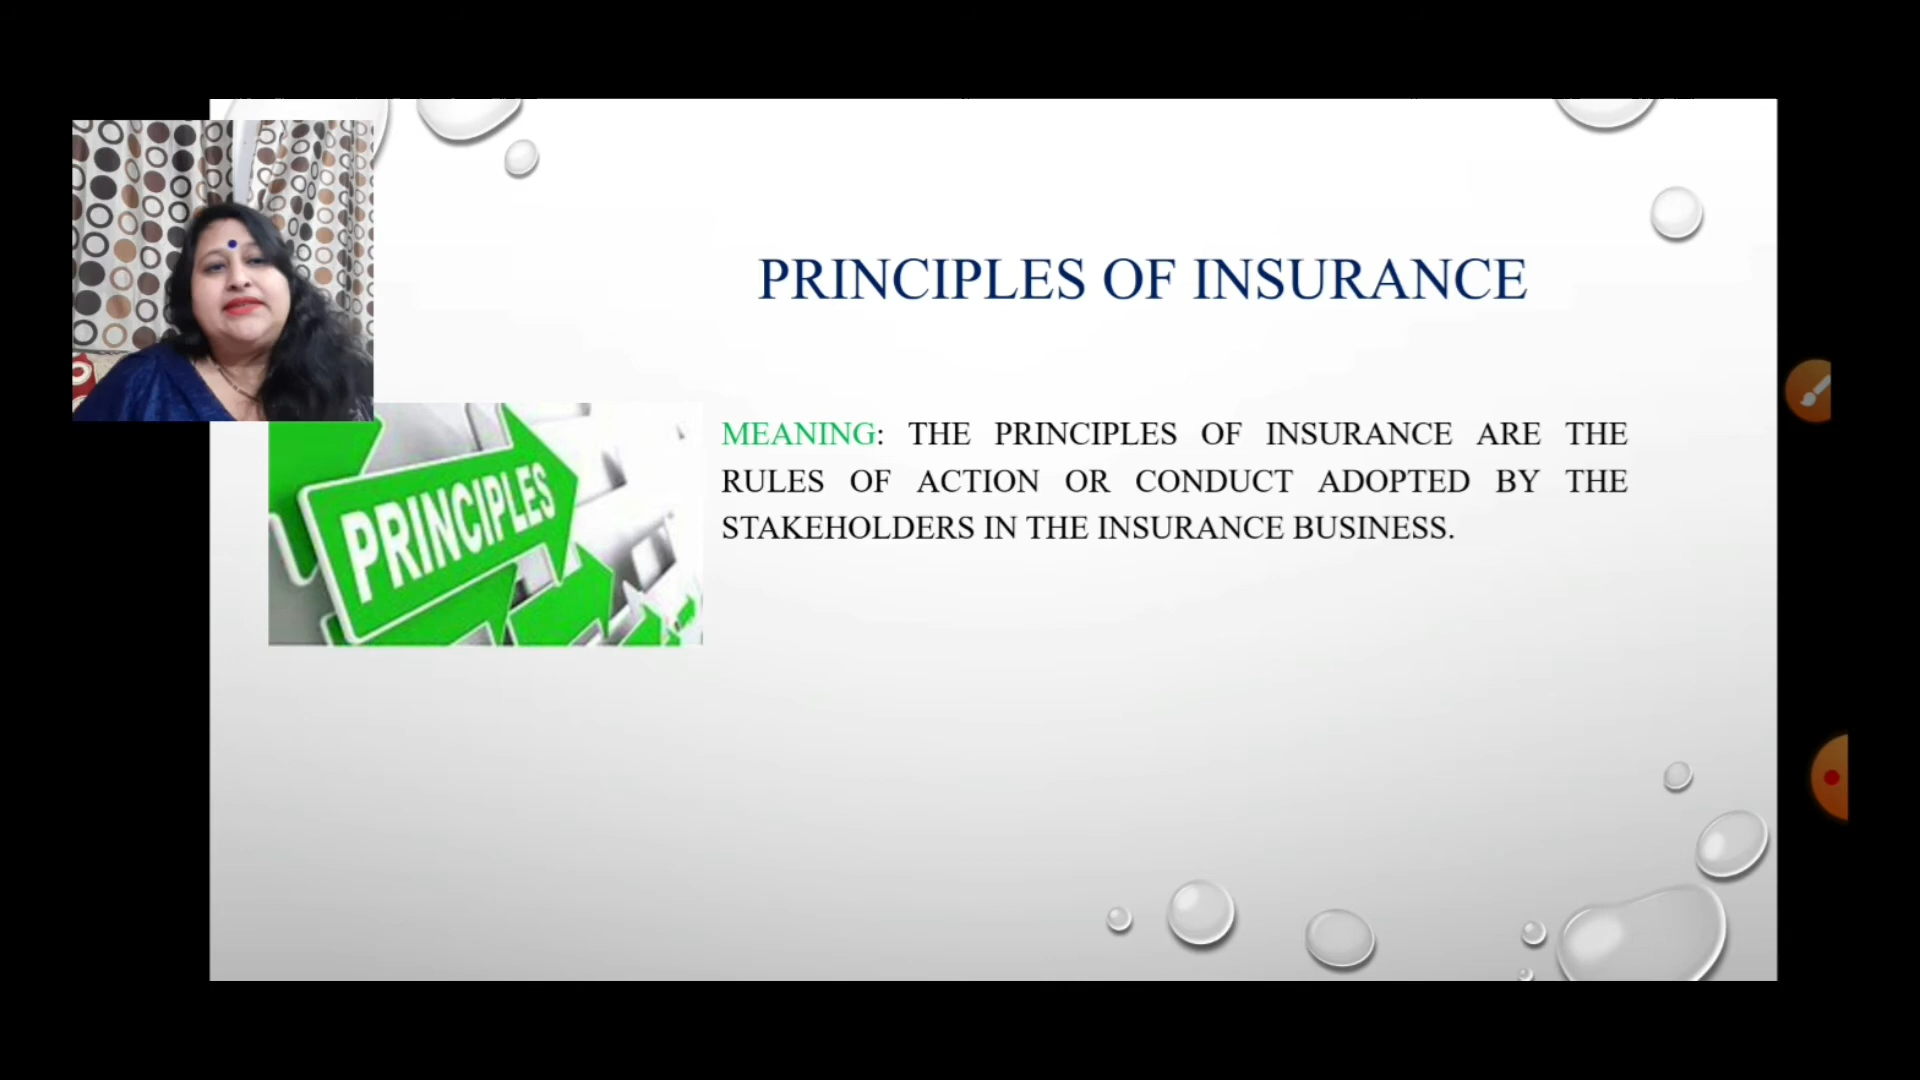 PRINCIPLES OF INSURANCE
PRINCIPLES
MEANING: THE PRINCIPLES OF INSURANCE ARE THE
RULES OF ACTION OR CONDUCT ADOPTED BY THE
STAKEHOLDERS IN THE INSURANCE BUSINESS.